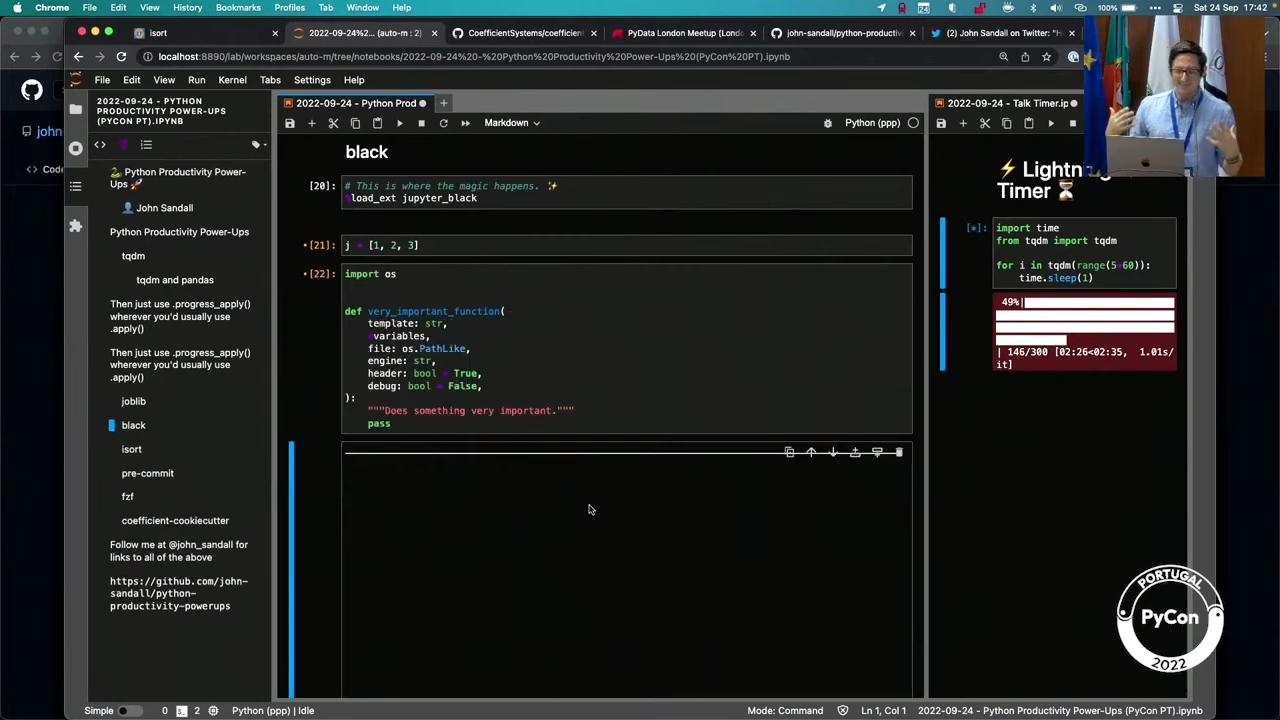 Chrome File Edit View History Bookmarks Profiles Tab Window Help
100% Sat 24 Sep 17:42
isort
2022-09-24%... (auto-m : 2)
CoefficientSystems/coefficient
PyData London Meetup (Londo
john-sandall/python-productiv
(2) John Sandall on Twitter: "H
localhost:8890/lab/workspaces/auto-m/tree/notebooks/2022-09-24%20-%20Python%20Productivity%20Power-Ups%20(PyCon%20PT).ipynb
File Edit View Run Kernel Tabs Settings Help
john
Code
2022-09-24 - PYTHON
PRODUCTIVITY POWER-UPS
(PYCON PT).IPYNB
🐍 Python Productivity Power-
Ups 🚀
👤 John Sandall
Python Productivity Power-Ups
tqdm
tqdm and pandas
Then just use .progress_apply()
wherever you'd usually use
.apply()
Then just use .progress_apply()
wherever you'd usually use
.apply()
joblib
black
isort
pre-commit
fzf
coefficient-cookiecutter
Follow me at @john_sandall for
links to all of the above
https://github.com/john-
sandall/python-
productivity-powerups
2022-09-24 - Python Prod
Markdown
Python (ppp)
black
[20]:
# This is where the magic happens. ✨
%load_ext jupyter_black
[21]:
j = [1, 2, 3]
[22]:
import os
def very_important_function(
template: str,
*variables,
file: os.PathLike,
engine: str,
header: bool = True,
debug: bool = False,
):
"""Does something very important."""
pass
2022-09-24 - Talk Timer.ip
⚡ Lightnin
Timer ⏳
[*]:
import time
from tqdm import tqdm
for i in tqdm(range(5*60)):
time.sleep(1)
49%|
| 146/300 [02:26<02:35, 1.01s/
it]
PORTUGAL
PyCon
2022
Simple 0 2 Python (ppp) | Idle
Mode: Command Ln 1, Col 1 2022-09-24 - Python Productivity Power-Ups (PyCon PT).ipynb